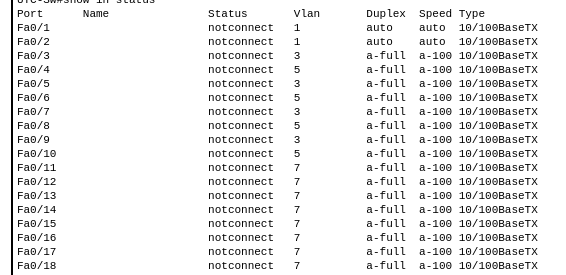 Port Name Status Vlan Duplex Speed Type
Fa0/1 notconnect 1 auto auto 10/100BaseTX
Fa0/2 notconnect 1 auto auto 10/100BaseTX
Fa0/3 notconnect 3 a-full a-100 10/100BaseTX
Fa0/4 notconnect 5 a-full a-100 10/100BaseTX
Fa0/5 notconnect 3 a-full a-100 10/100BaseTX
Fa0/6 notconnect 5 a-full a-100 10/100BaseTX
Fa0/7 notconnect 3 a-full a-100 10/100BaseTX
Fa0/8 notconnect 5 a-full a-100 10/100BaseTX
Fa0/9 notconnect 3 a-full a-100 10/100BaseTX
Fa0/10 notconnect 5 a-full a-100 10/100BaseTX
Fa0/11 notconnect 7 a-full a-100 10/100BaseTX
Fa0/12 notconnect 7 a-full a-100 10/100BaseTX
Fa0/13 notconnect 7 a-full a-100 10/100BaseTX
Fa0/14 notconnect 7 a-full a-100 10/100BaseTX
Fa0/15 notconnect 7 a-full a-100 10/100BaseTX
Fa0/16 notconnect 7 a-full a-100 10/100BaseTX
Fa0/17 notconnect 7 a-full a-100 10/100BaseTX
Fa0/18 notconnect 7 a-full a-100 10/100BaseTX